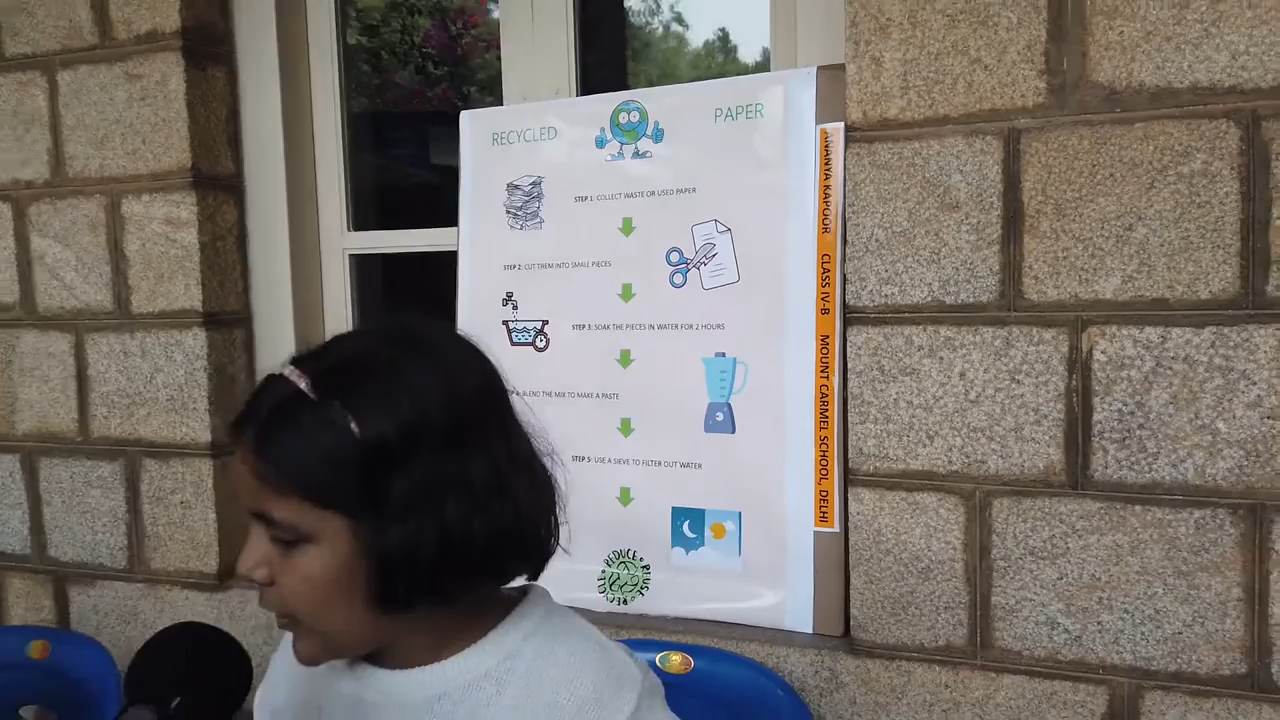 RECYCLED PAPER
STEP 1: COLLECT WASTE OR USED PAPER
STEP 2: CUT THEM INTO SMALL PIECES
STEP 3: SOAK THE PIECES IN WATER FOR 2 HOURS
4: BLEND THE MIX TO MAKE A PASTE
STEP 5: USE A SIEVE TO FILTER OUT WATER
REDUCE • REUSE • RECYCLE •
ANANYA KAPOOR CLASS IV-B MOUNT CARMEL SCHOOL, DELHI